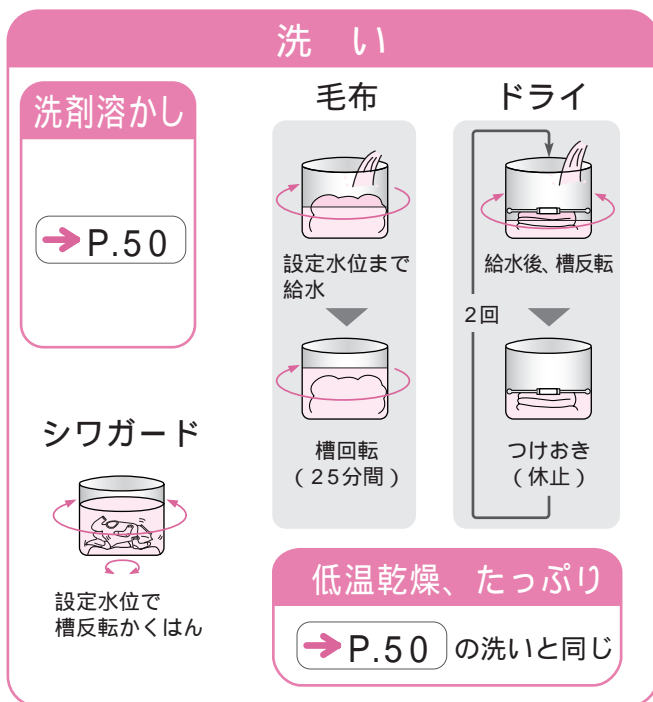 洗い
洗剤溶かし
P.50
毛布
設定水位まで
給水
槽回転
(25分間)
ドライ
給水後、槽反転
2回
つけおき
(休止)
シワガード
設定水位で
槽反転かくはん
低温乾燥、たっぷり
P.50 の洗いと同じ